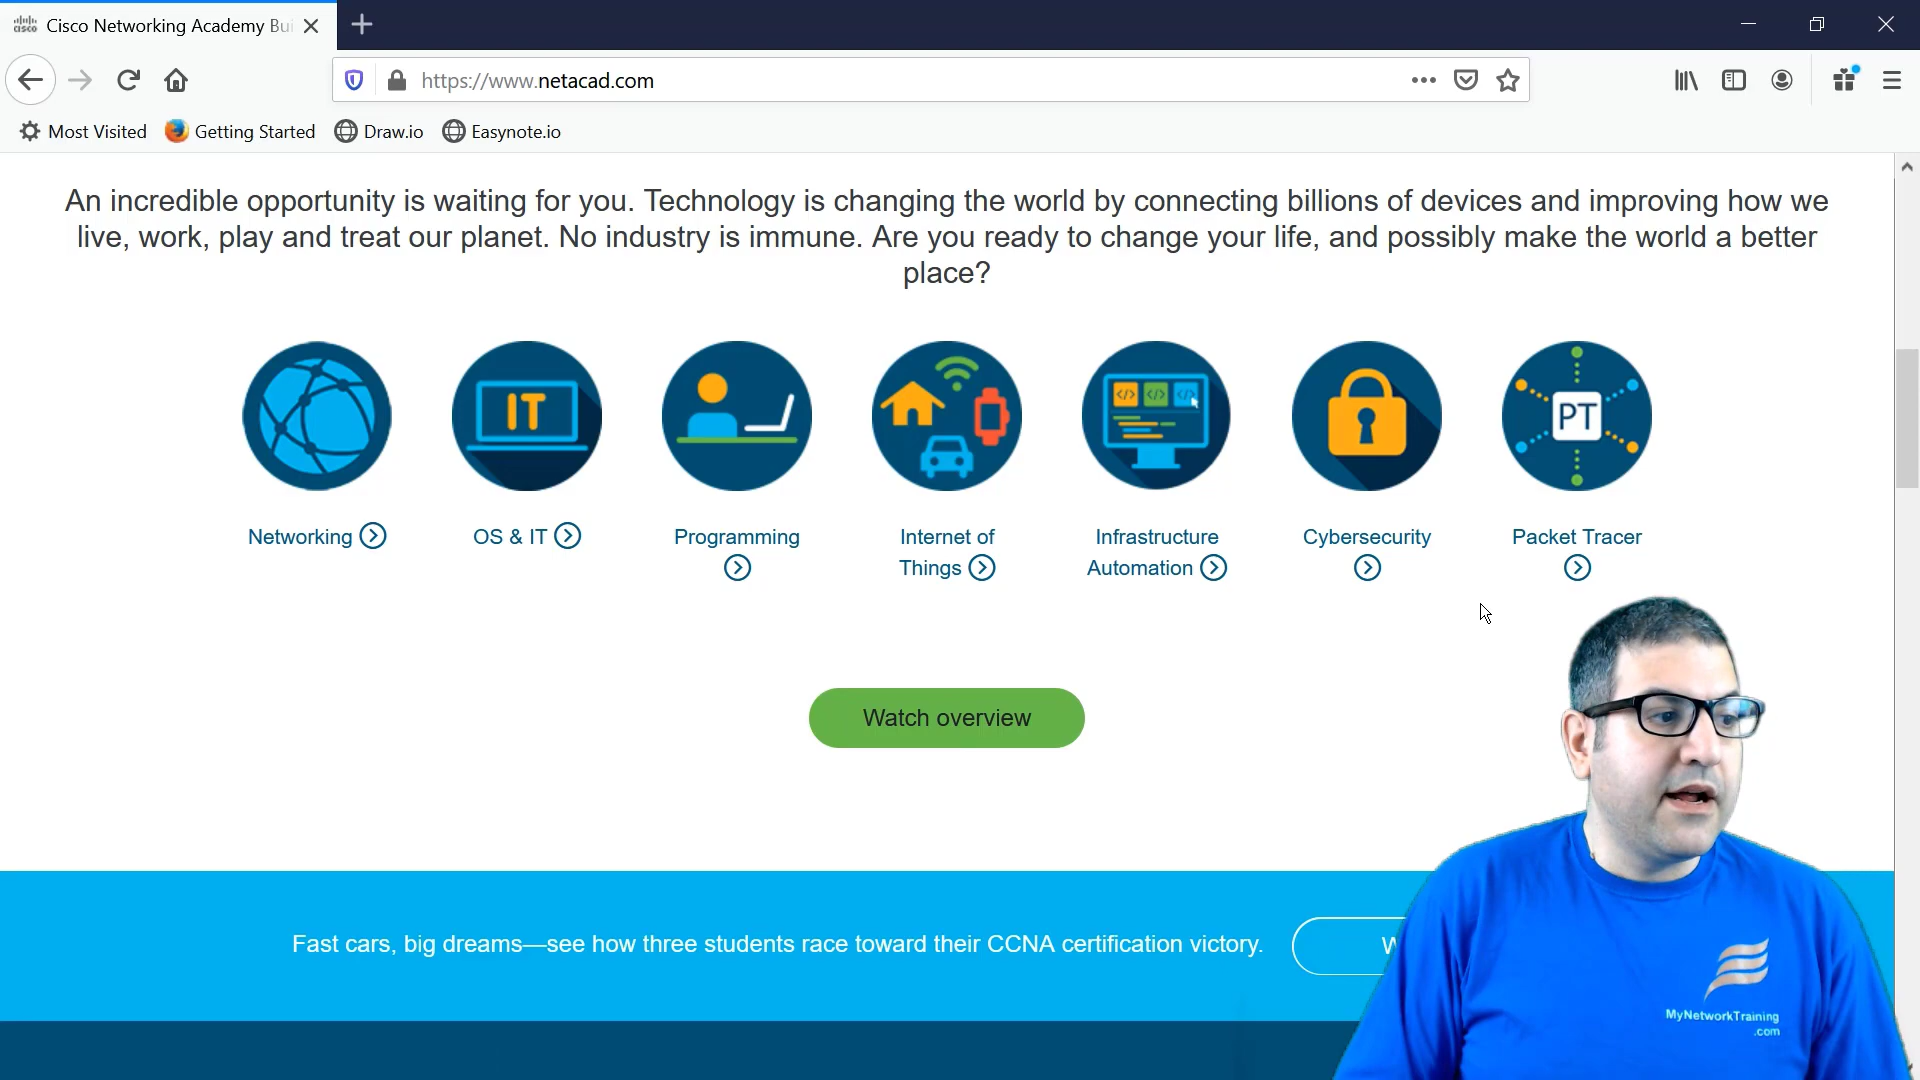 cisco Cisco Networking Academy Bui
https://www.netacad.com
Most Visited Getting Started Draw.io Easynote.io
An incredible opportunity is waiting for you. Technology is changing the world by connecting billions of devices and improving how we
live, work, play and treat our planet. No industry is immune. Are you ready to change your life, and possibly make the world a better
place?
IT
PT
Networking
OS & IT
Programming
Internet of
Things
Infrastructure
Automation
Cybersecurity
Packet Tracer
Watch overview
Fast cars, big dreams—see how three students race toward their CCNA certification victory.
MyNetworkTraining
.com